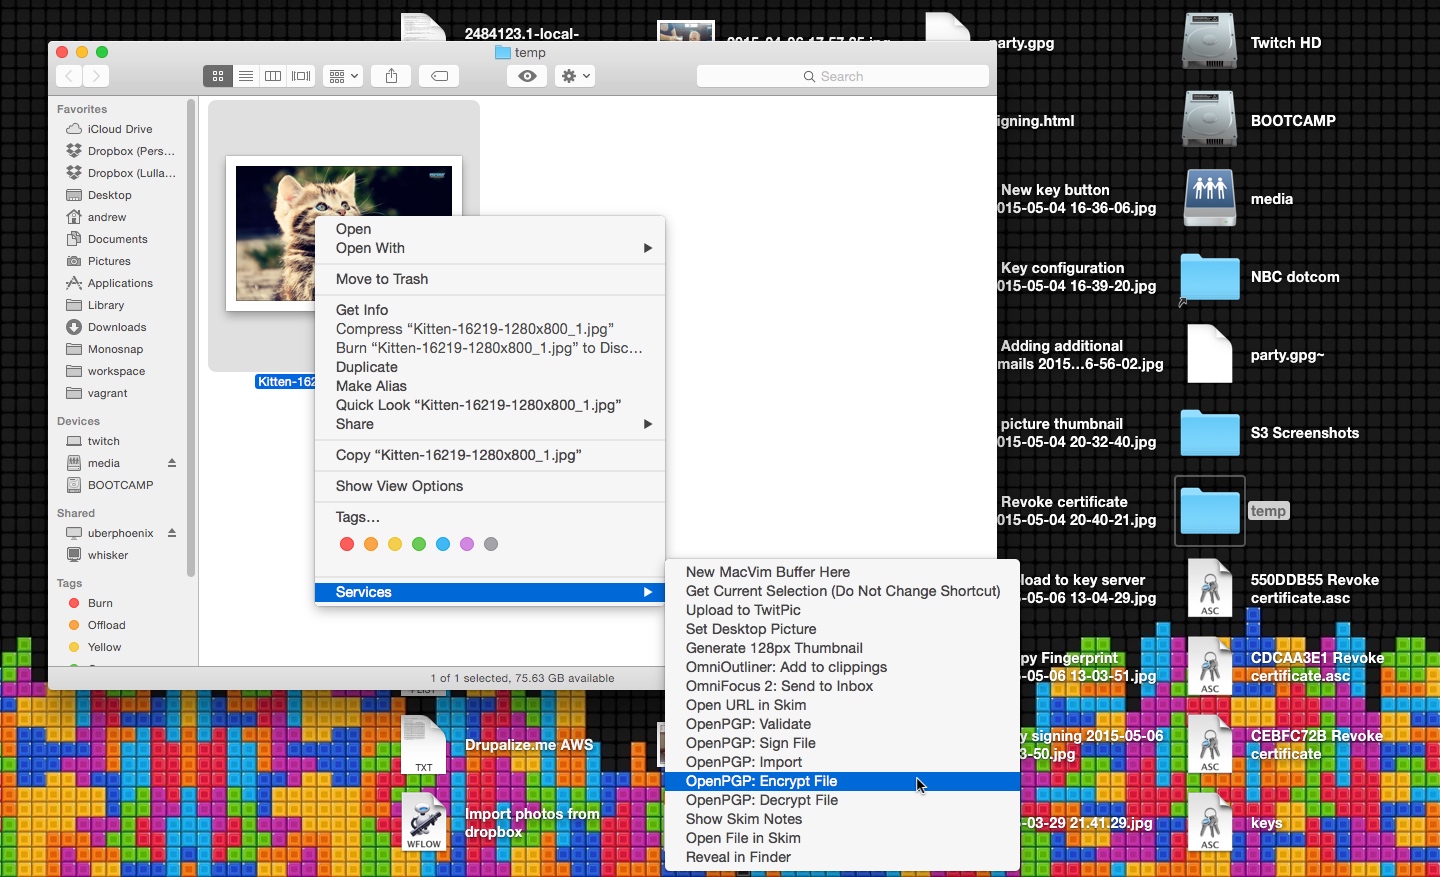 temp
Search
Favorites
iCloud Drive
Dropbox (Pers…
Dropbox (Lulla…
Desktop
andrew
Documents
Pictures
Applications
Library
Downloads
Monosnap
workspace
vagrant
Devices
twitch
media
BOOTCAMP
Shared
uberphoenix
whisker
Tags
Burn
Offload
Yellow
Kitten-162
1 of 1 selected, 75.63 GB available
Open
Open With
Move to Trash
Get Info
Compress “Kitten-16219-1280x800_1.jpg”
Burn “Kitten-16219-1280x800_1.jpg” to Disc…
Duplicate
Make Alias
Quick Look “Kitten-16219-1280x800_1.jpg”
Share
Copy “Kitten-16219-1280x800_1.jpg”
Show View Options
Tags…
Services
New MacVim Buffer Here
Get Current Selection (Do Not Change Shortcut)
Upload to TwitPic
Set Desktop Picture
Generate 128px Thumbnail
OmniOutliner: Add to clippings
OmniFocus 2: Send to Inbox
Open URL in Skim
OpenPGP: Validate
OpenPGP: Sign File
OpenPGP: Import
OpenPGP: Encrypt File
OpenPGP: Decrypt File
Show Skim Notes
Open File in Skim
Reveal in Finder
2484123.1-local-
2015-04-06 17.57.25.jpg
party.gpg
igning.html
New key button
015-05-04 16-36-06.jpg
Key configuration
015-05-04 16-39-20.jpg
Adding additional
mails 2015...6-56-02.jpg
picture thumbnail
015-05-04 20-32-40.jpg
Revoke certificate
015-05-04 20-40-21.jpg
load to key server
-05-06 13-04-29.jpg
py Fingerprint
-05-06 13-03-51.jpg
y signing 2015-05-06
3-50.jpg
-03-29 21.41.29.jpg
Twitch HD
BOOTCAMP
media
NBC dotcom
party.gpg~
S3 Screenshots
temp
ASC
550DDB55 Revoke
certificate.asc
ASC
CDCAA3E1 Revoke
certificate.asc
ASC
CEBFC72B Revoke
certificate
ASC
keys
TXT
Drupalize.me AWS
WFLOW
Import photos from
dropbox